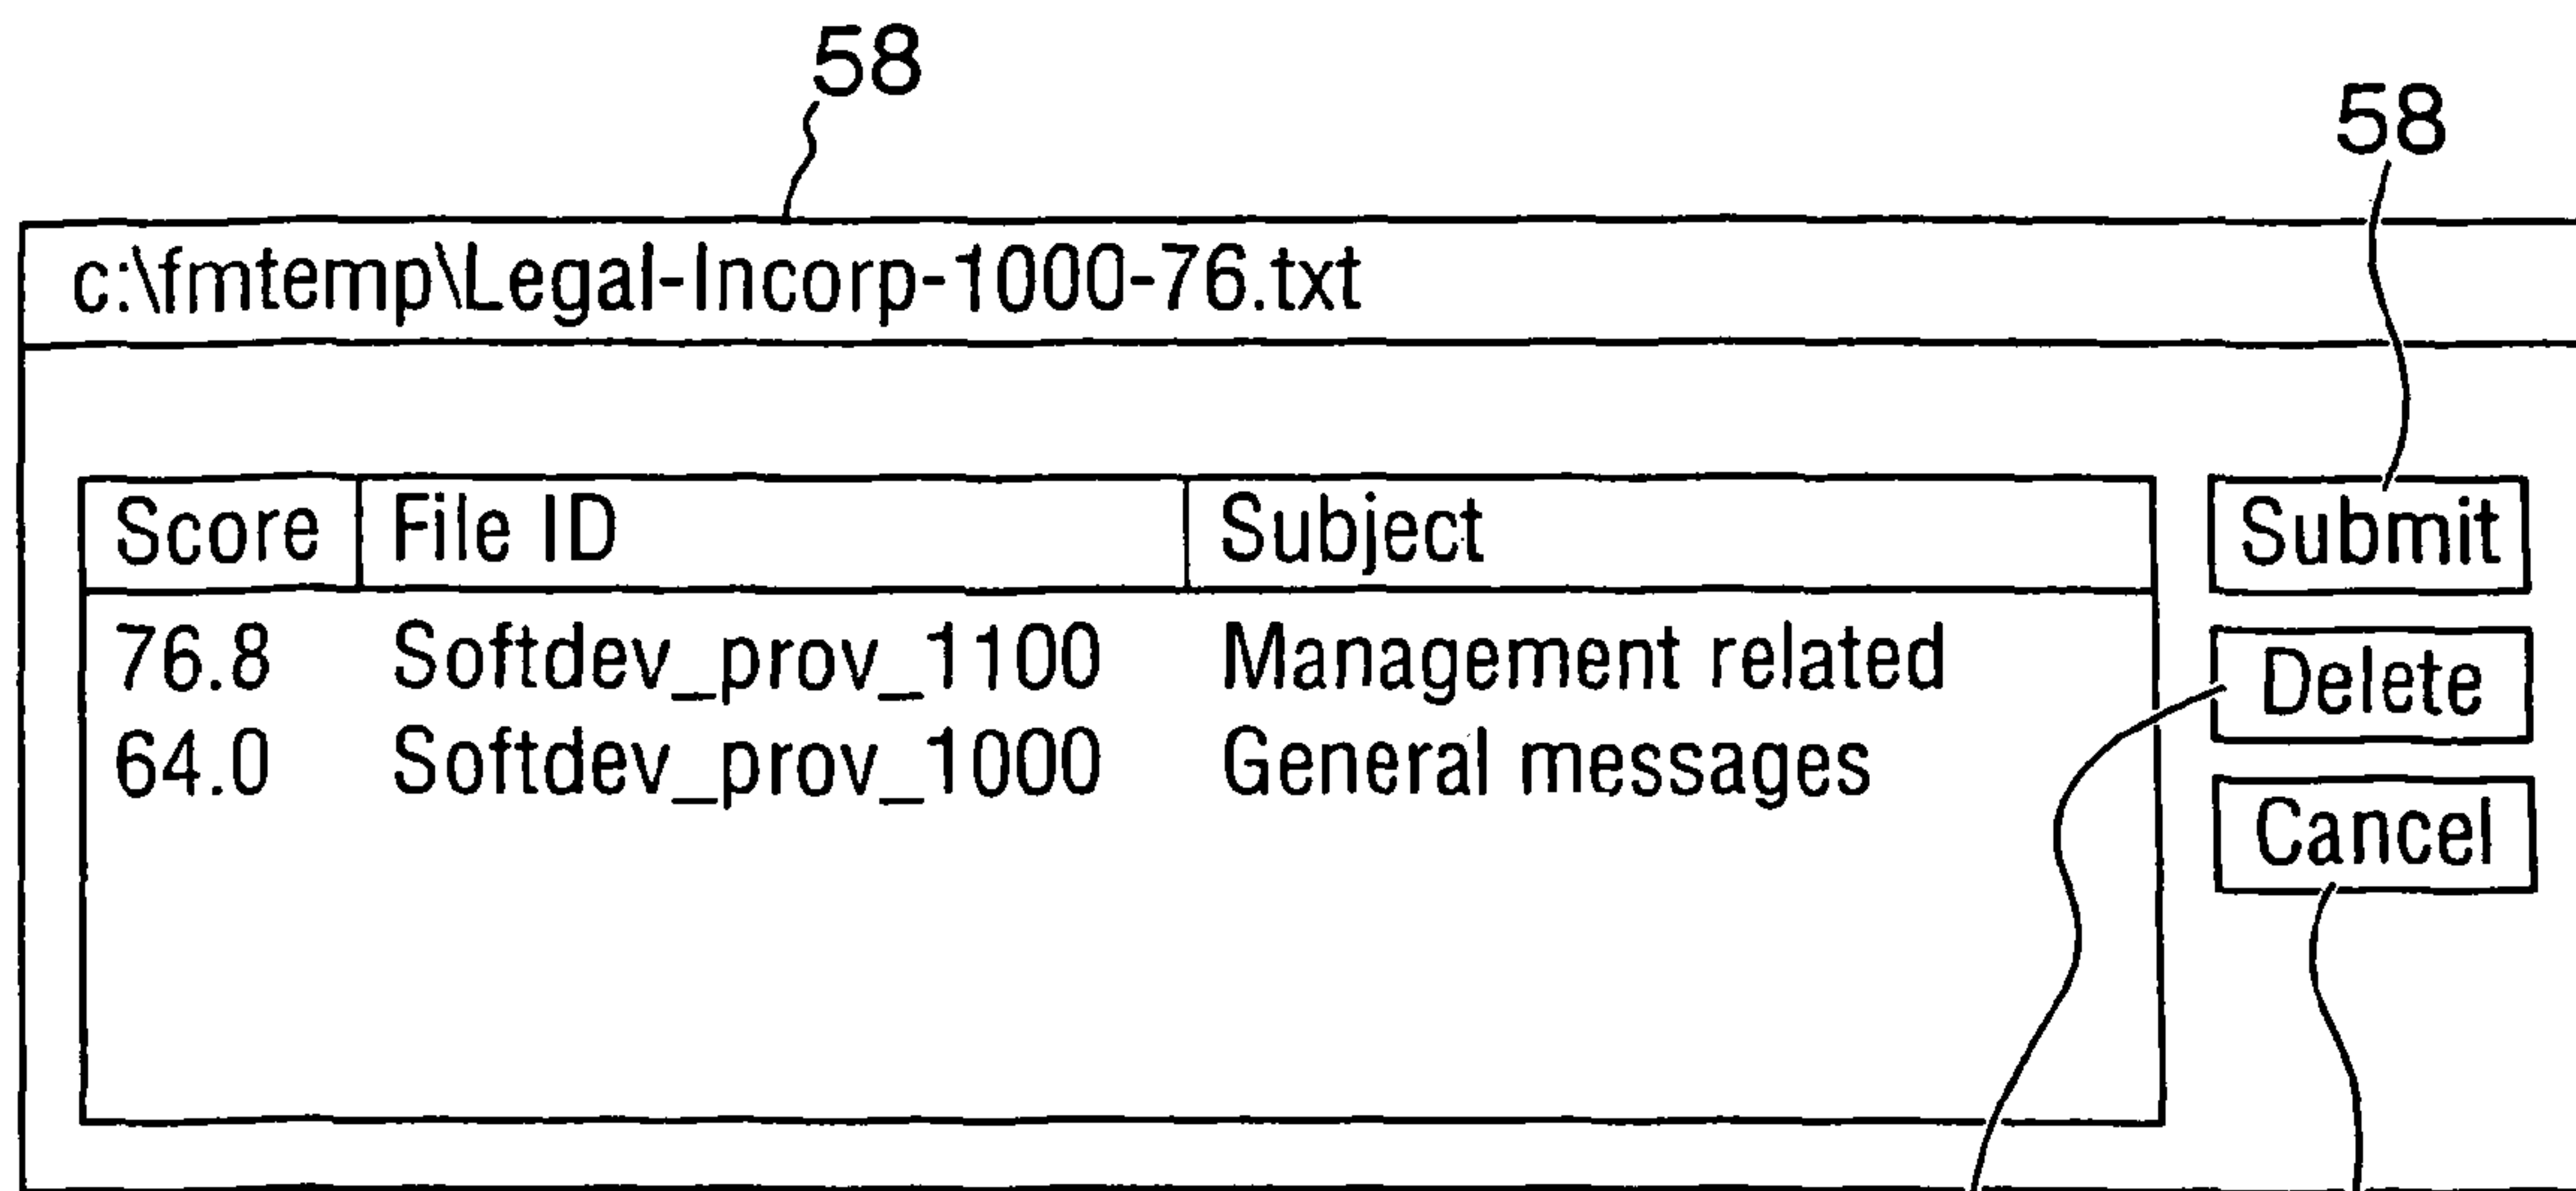 58
58
c:\fmtemp\Legal-Incorp-1000-76.txt
Score File ID Subject Submit
76.8 Softdev_prov_1100 Management related Delete
64.0 Softdev_prov_1000 General messages
Cancel